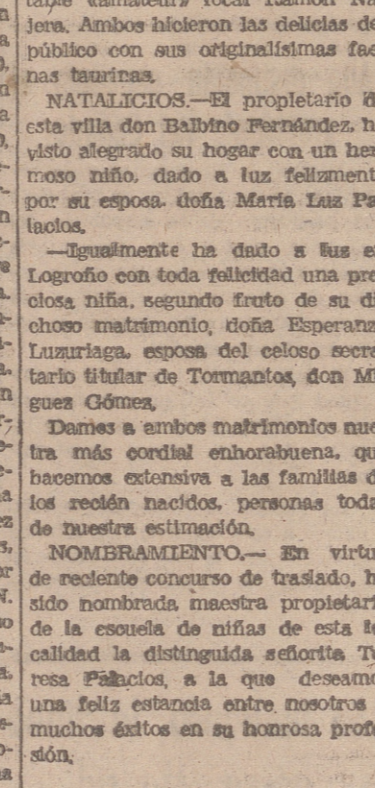 jera. Ambos hicieron las delicias de
público con sus originalísimas fae
nas taurinas.
NATALICIOS.—El propietario d
esta villa don Balbino Fernández, h
visto alegrado su hogar con un her
moso niño, dado a luz felizment
por su esposa. doña María Luz Pa
lacios.
—Igualmente ha dado a luz e
Logroño con toda felicidad una pre
ciosa niña, segundo fruto de su di
choso matrimonio, doña Esperanz
Luzuriaga, esposa del celoso secre
tario titular de Tormantos, don Mi
guez Gómez.
Damos a ambos matrimonios nue
tra más cordial enhorabuena, qu
hacemos extensiva a las familias d
los recién nacidos, personas toda
de nuestra estimación.
NOMBRAMIENTO.— En virtu
de reciente concurso de traslado, h
sido nombrada maestra propietari
de la escuela de niñas de esta lo
calidad la distinguida señorita Te
resa Palacios, a la que deseamo
una feliz estancia entre nosotros
muchos éxitos en su honrosa profe
sión.